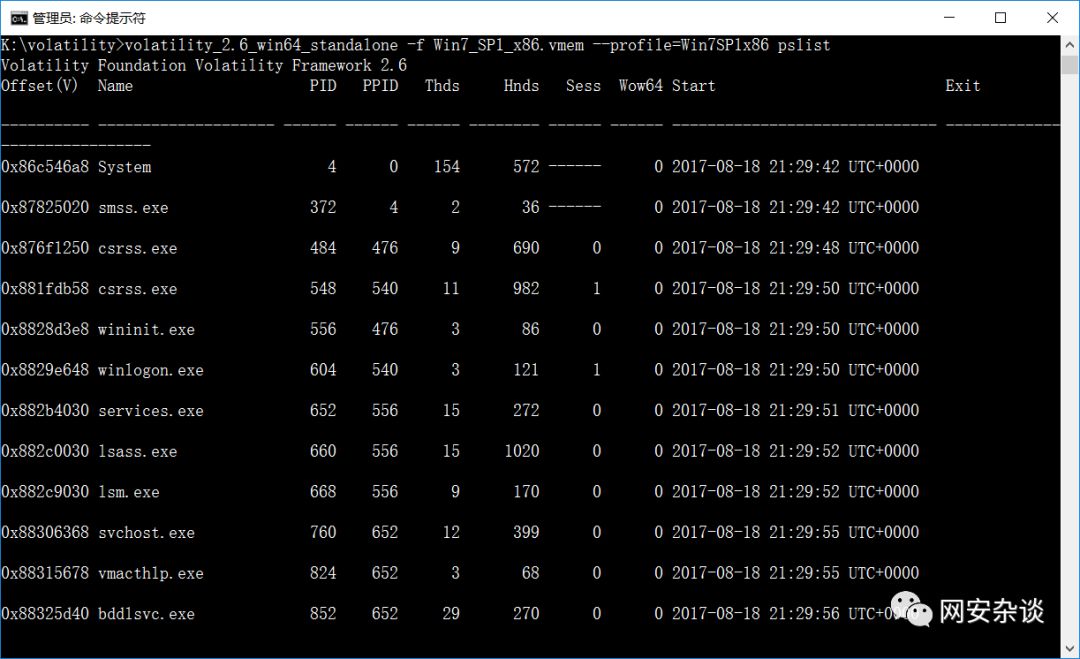 管理员: 命令提示符
K:\volatility>volatility_2.6_win64_standalone -f Win7_SP1_x86.vmem --profile=Win7SP1x86 pslist
Volatility Foundation Volatility Framework 2.6
Offset(V)  Name                    PID   PPID   Thds     Hnds   Sess  Wow64 Start                          Exit
---------- -------------------- ------ ------ ------ -------- ------ ------ ------------------------------ -------------
-----------------
0x86c546a8 System                    4      0    154      572 ------      0 2017-08-18 21:29:42 UTC+0000
0x87825020 smss.exe                372      4      2       36 ------      0 2017-08-18 21:29:42 UTC+0000
0x876f1250 csrss.exe               484    476      9      690      0      0 2017-08-18 21:29:48 UTC+0000
0x881fdb58 csrss.exe               548    540     11      982      1      0 2017-08-18 21:29:50 UTC+0000
0x8828d3e8 wininit.exe             556    476      3       86      0      0 2017-08-18 21:29:50 UTC+0000
0x8829e648 winlogon.exe            604    540      3      121      1      0 2017-08-18 21:29:50 UTC+0000
0x882b4030 services.exe            652    556     15      272      0      0 2017-08-18 21:29:51 UTC+0000
0x882c0030 lsass.exe               660    556     15     1020      0      0 2017-08-18 21:29:52 UTC+0000
0x882c9030 lsm.exe                 668    556      9      170      0      0 2017-08-18 21:29:52 UTC+0000
0x88306368 svchost.exe             760    652     12      399      0      0 2017-08-18 21:29:55 UTC+0000
0x88315678 vmacthlp.exe            824    652      3       68      0      0 2017-08-18 21:29:55 UTC+0000
0x88325d40 bddlsvc.exe             852    652     29      270      0      0 2017-08-18 21:29:56 UTC+0000
网安杂谈